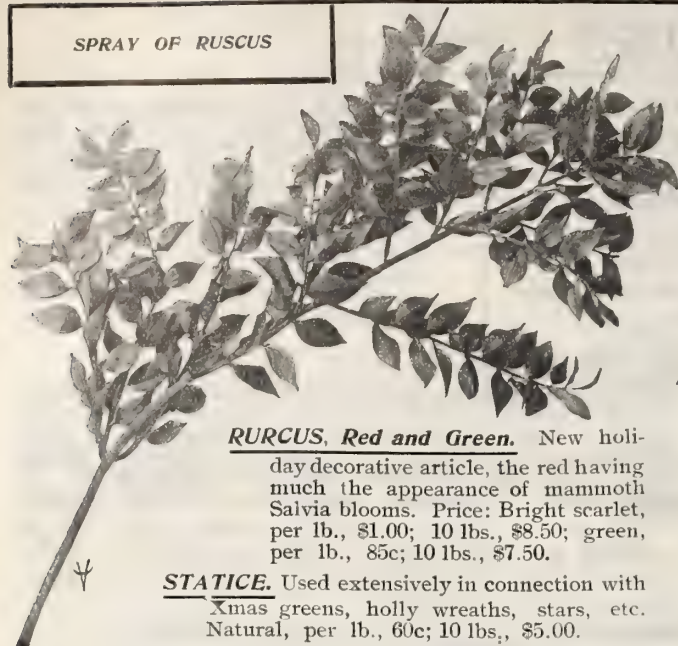 SPRAY OF RUSCUS
RURCUS, Red and Green. New holi-
day decorative article, the red having
much the appearance of mammoth
Salvia blooms. Price: Bright scarlet,
per lb., $1.00; 10 lbs., $8.50; green,
per lb., 85c; 10 lbs., $7.50.
STATICE. Used extensively in connection with
Xmas greens, holly wreaths, stars, etc.
Natural, per lb., 60c; 10 lbs., $5.00.